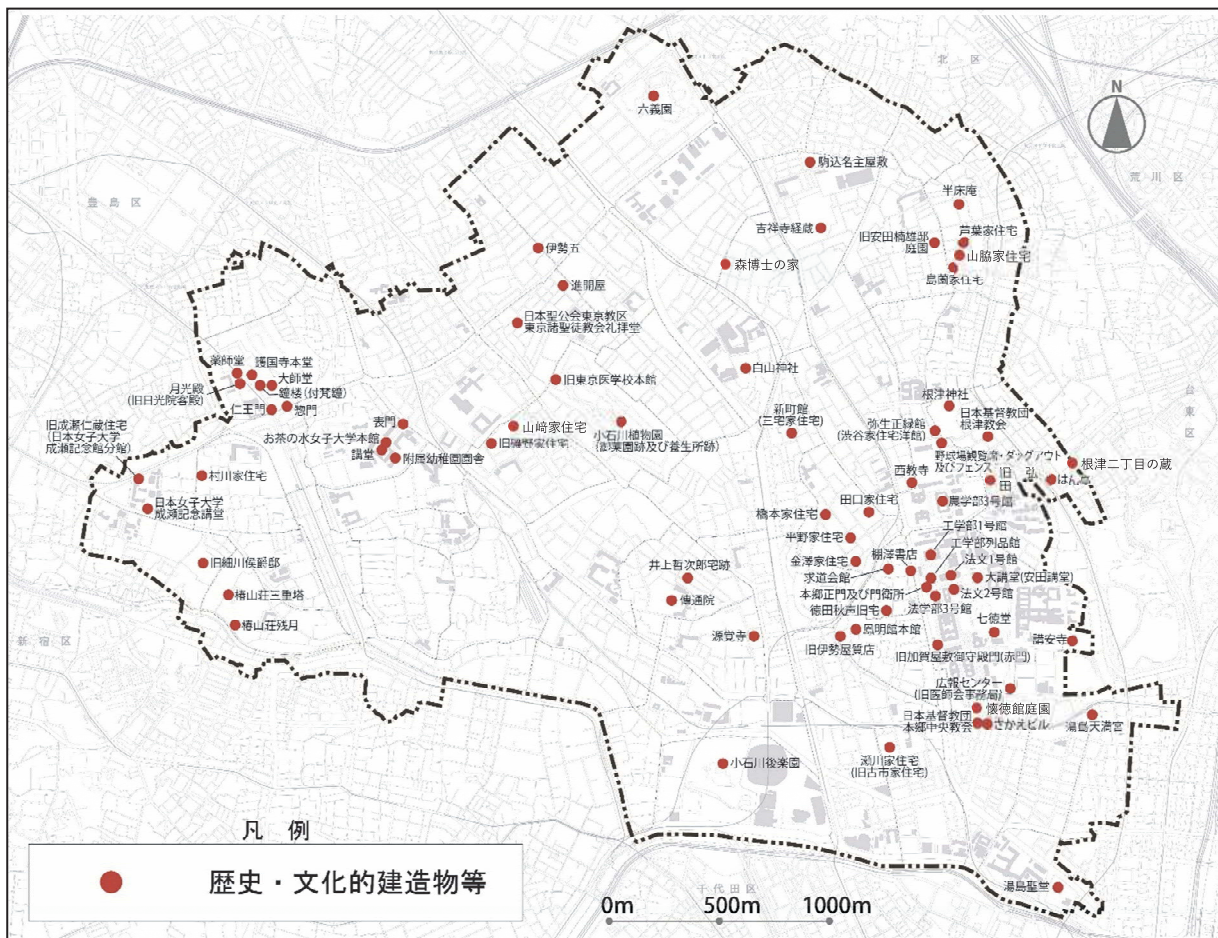 北 区
N
六義園
駒込名主屋敷
荒 川 区
半床庵
豊 島 区
吉祥寺経蔵
旧安田楠雄邸
庭園
芦葉家住宅
山脇家住宅
島薗家住宅
伊勢五
森博士の家
進開屋
日本聖公会東京教区
東京諸聖徒教会礼拝堂
白山神社
薬師堂
護国寺本堂
大師堂
鐘楼(付梵鐘)
月光殿
(旧日光院客殿)
仁王門
惣門
旧東京医学校本館
根津神社
台 東 区
新町館
(三宅家住宅)
弥生正緑館
(渋谷家住宅洋館)
日本基督教団
根津教会
旧成瀬仁蔵住宅
(日本女子大学
成瀬記念館分館)
表門
お茶の水女子大学本館
講堂
附属幼稚園園舎
山﨑家住宅
旧磯野家住宅
小石川植物園
(御薬園跡及び養生所跡)
野球場観覧席・ダッグアウト
及びフェンス
根津二丁目の蔵
西教寺
旧 弘
田
はん亭
村川家住宅
日本女子大学
成瀬記念講堂
田口家住宅
農学部3号館
橋本家住宅
工学部1号館
平野家住宅
工学部列品館
棚澤書店
法文1号館
金澤家住宅
旧細川侯爵邸
井上哲次郎宅跡
求道会館
大講堂(安田講堂)
本郷正門及び門衛所
法文2号館
椿山荘三重塔
傳通院
徳田秋声旧宅
法学部3号館
椿山荘残月
新 宿 区
源覚寺
鳳明館本館
七徳堂
旧伊勢屋質店
講安寺
旧加賀屋敷御守殿門(赤門)
広報センター
(旧医師会事務局)
懐徳館庭園
日本基督教団
本郷中央教会
さかえビル
湯島天満宮
小石川後楽園
瀬川家住宅
(旧古市家住宅)
湯島聖堂
千 代 田 区
凡 例
歴史・文化的建造物等
0m 500m 1000m